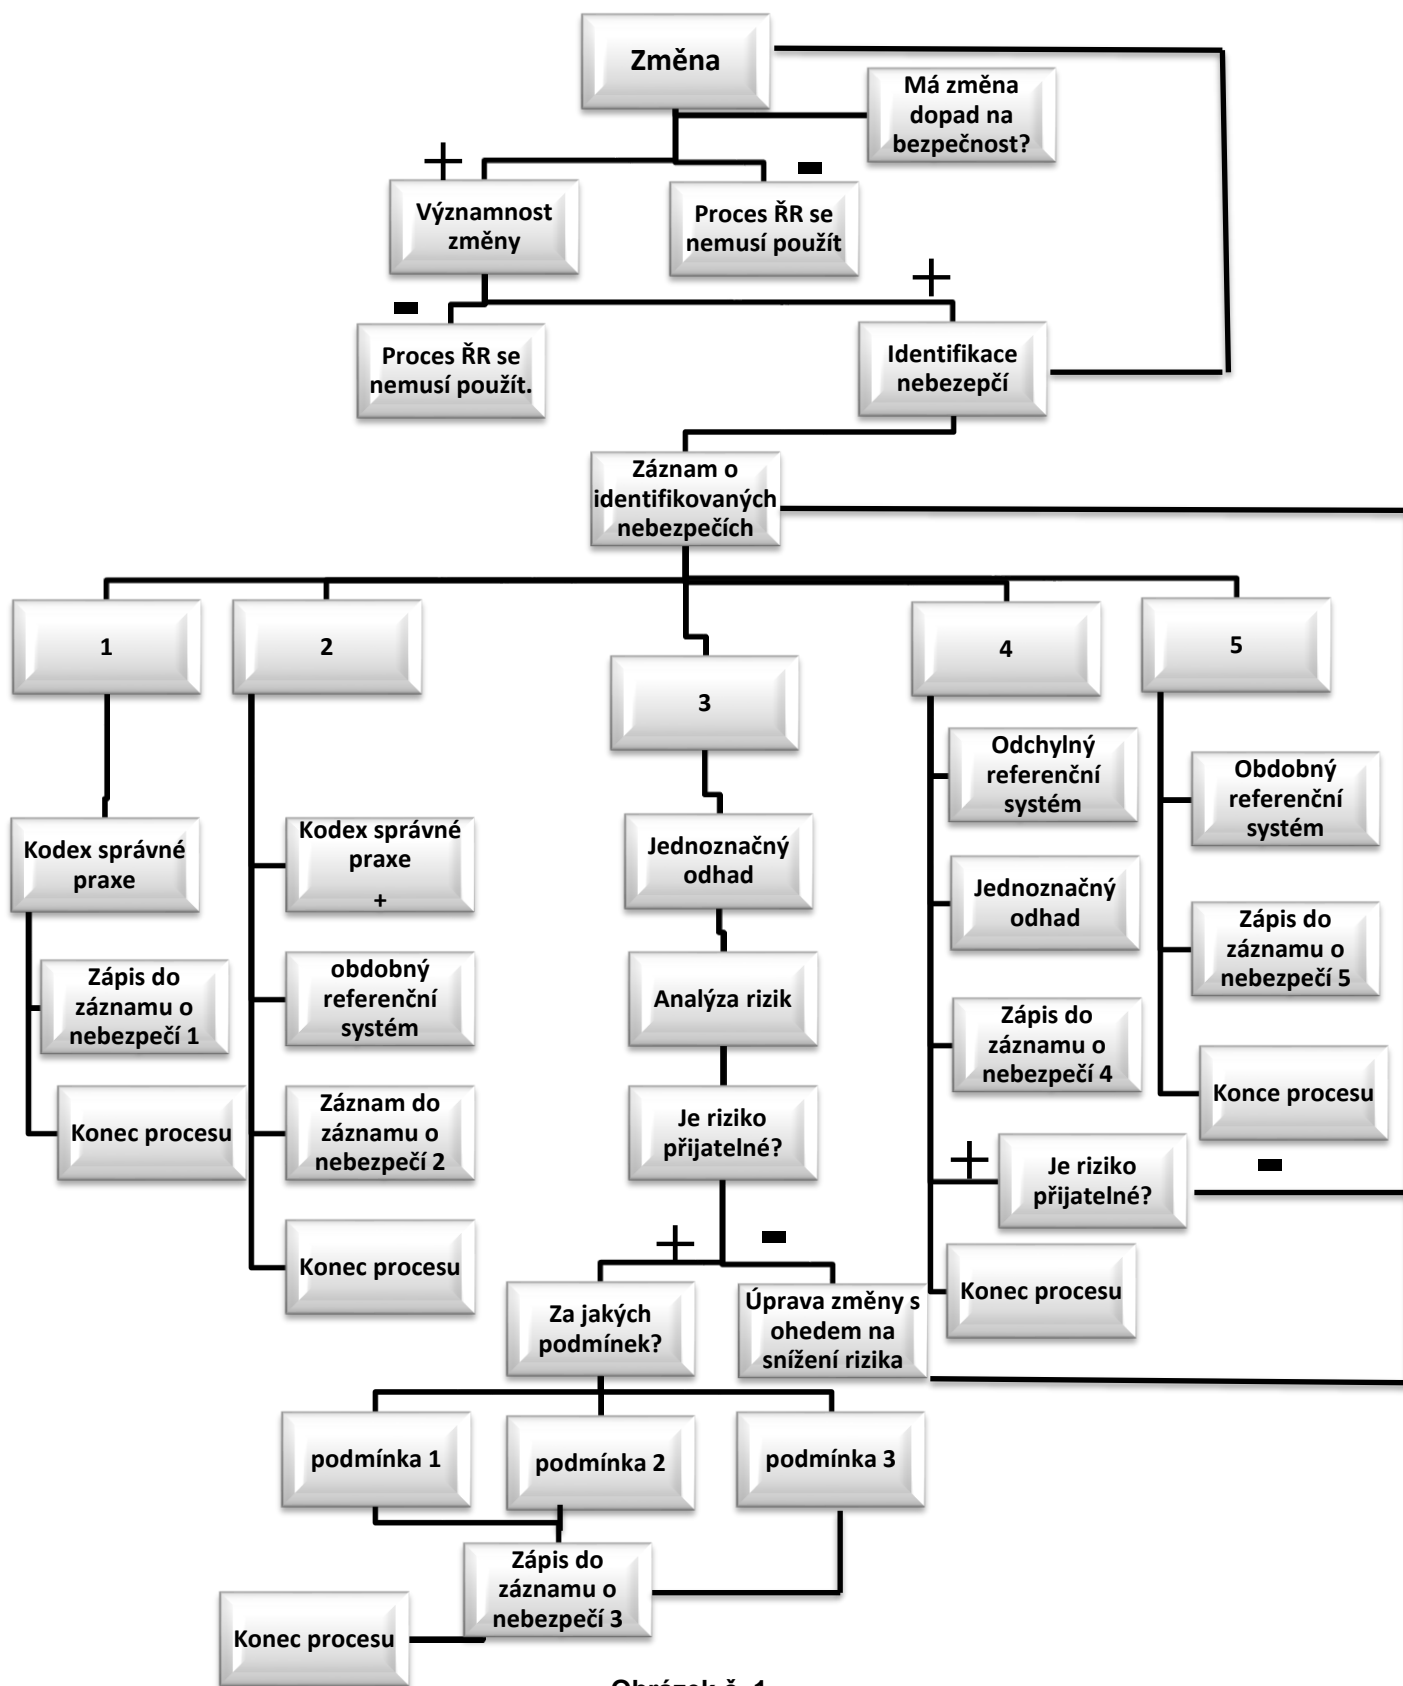 Změna
Má změna
dopad na
bezpečnost?
+
-
Významnost
změny
Proces ŘR se
nemusí použít
-
+
Proces ŘR se
nemusí použít.
Identifikace
nebezepčí
Záznam o
identifikovaných
nebezpečích
1
2
3
4
5
Kodex správné
praxe
Zápis do
záznamu o
nebezpečí 1
Konec procesu
Kodex správné
praxe
+
obdobný
referenční
systém
Záznam do
záznamu o
nebezpečí 2
Konec procesu
Jednoznačný
odhad
Analýza rizik
Je riziko
přijatelné?
+
-
Za jakých
podmínek?
Úprava změny s
ohedem na
snížení rizika
podmínka 1
podmínka 2
podmínka 3
Zápis do
záznamu o
nebezpečí 3
Konec procesu
Odchylný
referenční
systém
Jednoznačný
odhad
Zápis do
záznamu o
nebezpečí 4
+
Je riziko
přijatelné?
-
Konec procesu
Obdobný
referenční
systém
Zápis do
záznamu o
nebezpečí 5
Konce procesu
Obrázek č. 1